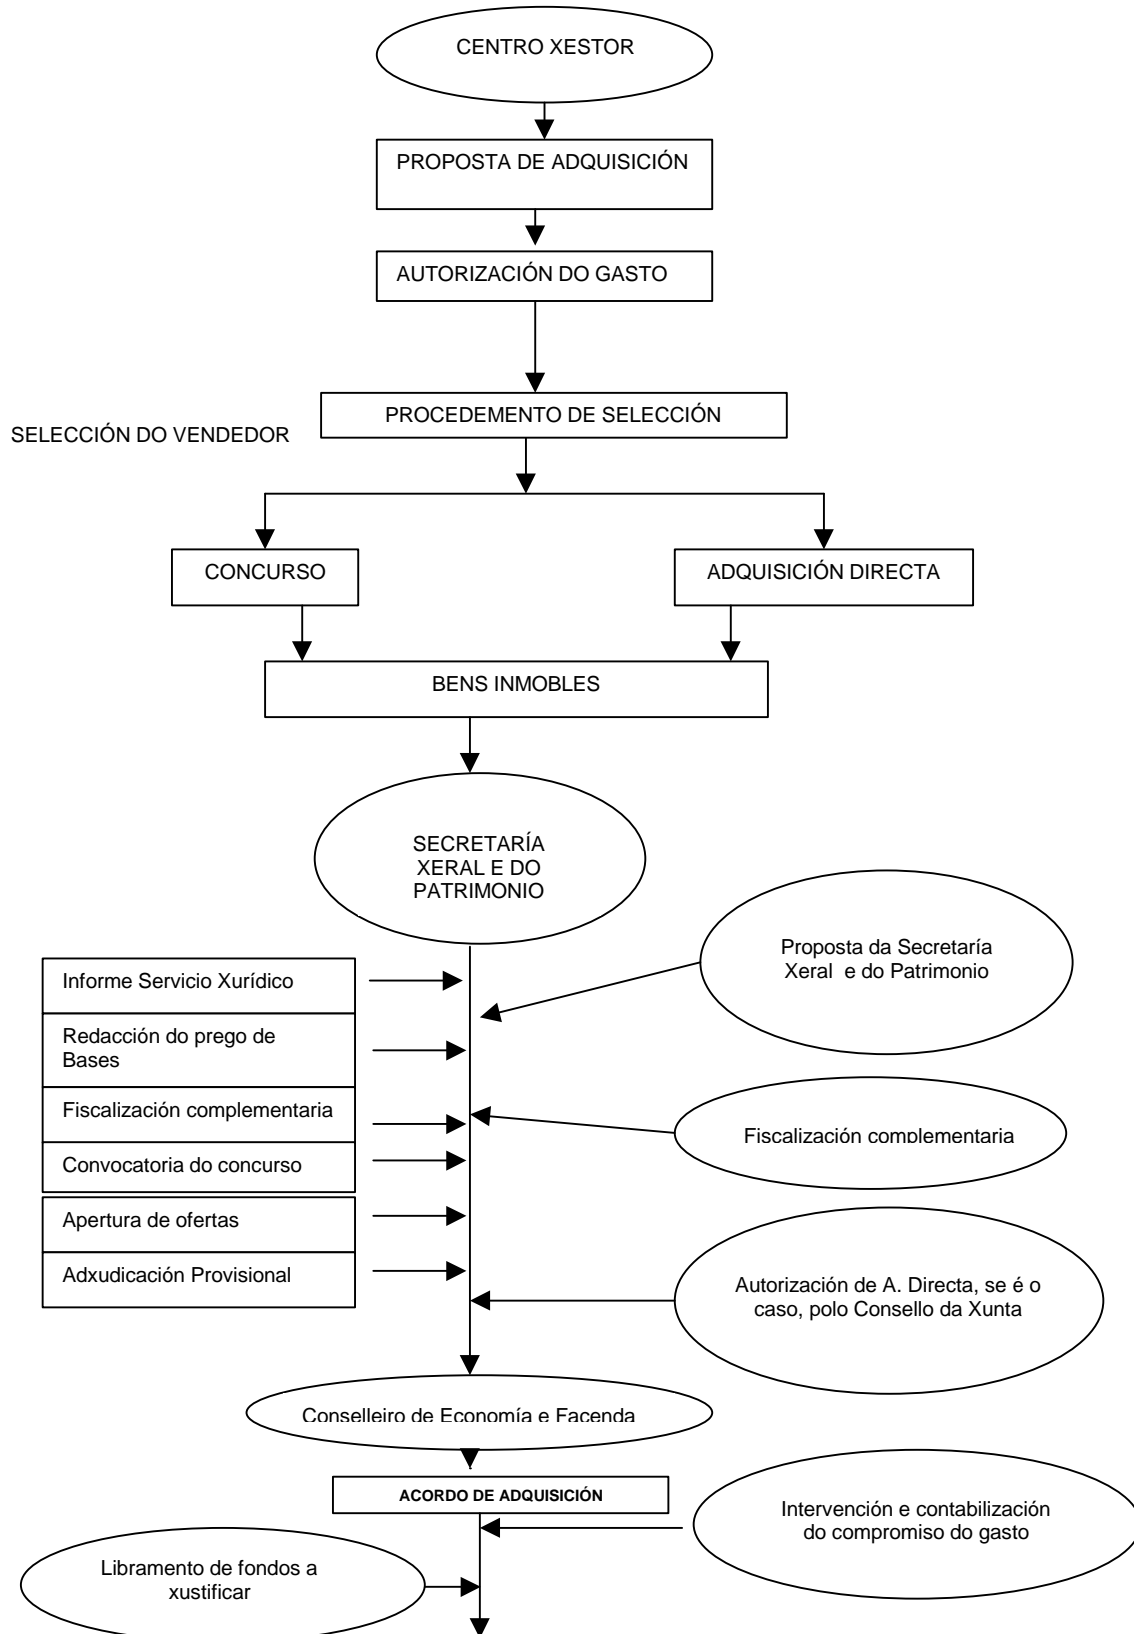 CENTRO XESTOR
PROPOSTA DE ADQUISICIÓN
AUTORIZACIÓN DO GASTO
PROCEDEMENTO DE SELECCIÓN
SELECCIÓN DO VENDEDOR
CONCURSO
ADQUISICIÓN DIRECTA
BENS INMOBLES
SECRETARÍA
XERAL E DO
PATRIMONIO
Proposta da Secretaría
Xeral e do Patrimonio
Informe Servicio Xurídico
Redacción do prego de
Bases
Fiscalización complementaria
Fiscalización complementaria
Convocatoria do concurso
Apertura de ofertas
Adxudicación Provisional
Autorización de A. Directa, se é o
caso, polo Consello da Xunta
Conselleiro de Economía e Facenda
ACORDO DE ADQUISICIÓN
Intervención e contabilización
do compromiso do gasto
Libramento de fondos a
xustificar